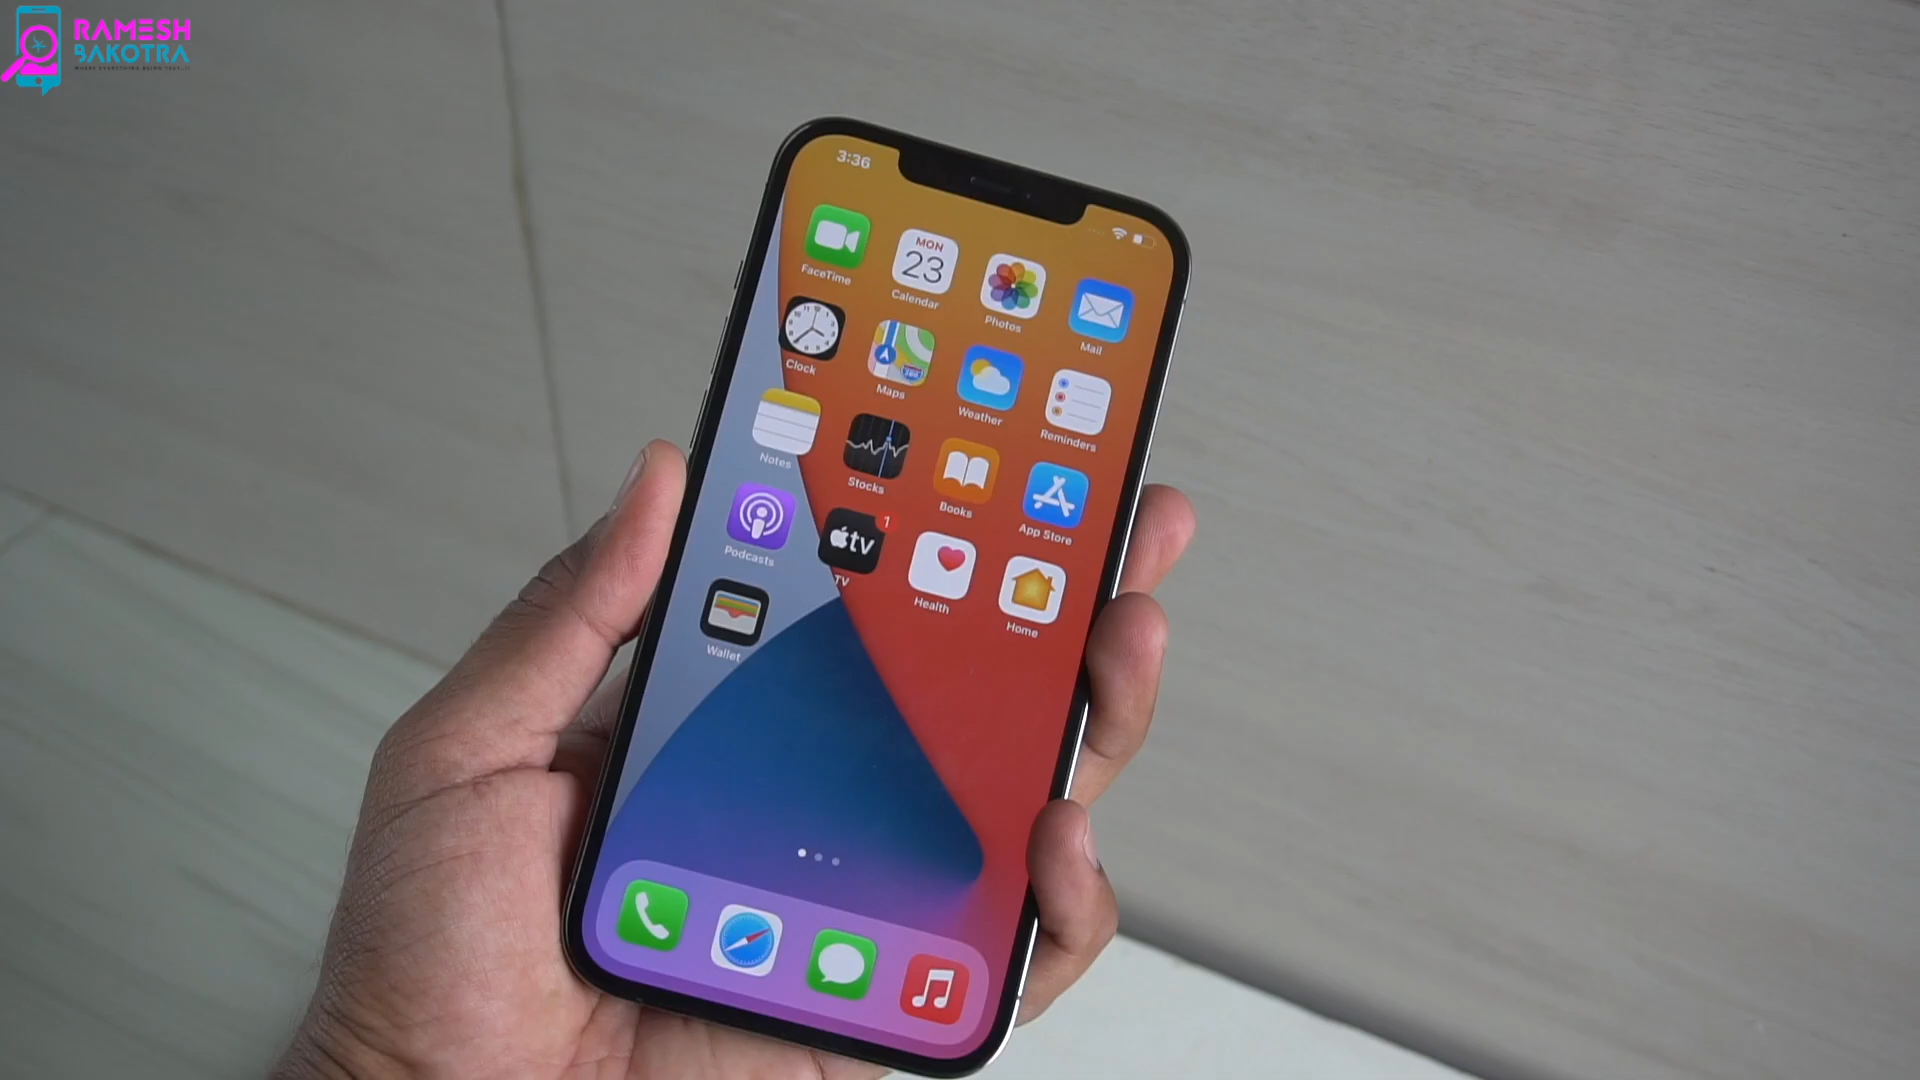 RAMESH
BAKOTRA
3:36
FaceTime
MON
23
Calendar
Photos
Mail
Clock
Maps
Weather
Reminders
Notes
Stocks
Books
App Store
Podcasts
tv
1
TV
Health
Home
Wallet